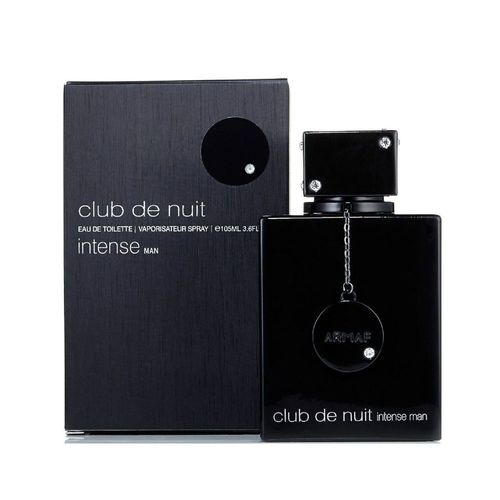 club de nuit
EAU DE TOILETTE | VAPORISATEUR SPRAY | ℮105ML 3.6FL
intense MAN
ARMAF
club de nuit intense man